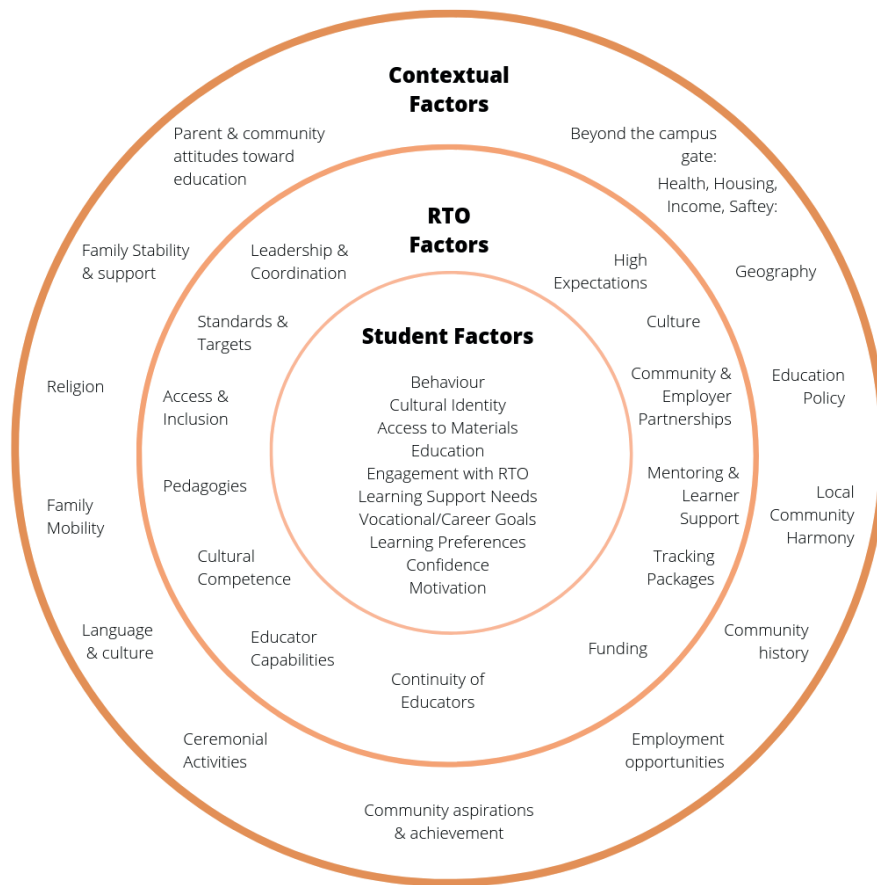 Contextual
Factors
Parent & community
attitudes toward
education
Beyond the campus
gate:
Health, Housing,
Income, Saftey:
Family Stability
& support
Geography
Religion
Education
Policy
Family
Mobility
Local
Community
Harmony
Language
& culture
Community
history
Ceremonial
Activities
Employment
opportunities
Community aspirations
& achievement
RTO
Factors
Leadership &
Coordination
High
Expectations
Standards &
Targets
Culture
Access &
Inclusion
Community &
Employer
Partnerships
Pedagogies
Mentoring &
Learner
Support
Cultural
Competence
Tracking
Packages
Educator
Capabilities
Funding
Continuity of
Educators
Student Factors
Behaviour
Cultural Identity
Access to Materials
Education
Engagement with RTO
Learning Support Needs
Vocational/Career Goals
Learning Preferences
Confidence
Motivation